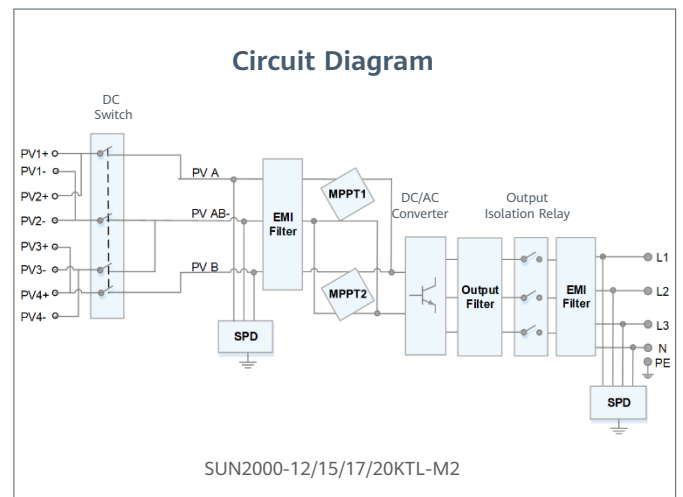 Circuit Diagram
DC
Switch
PV1+
PV1-
PV2+
PV2-
PV3+
PV3-
PV4+
PV4-
PV A
PV AB-
PV B
EMI
Filter
SPD
MPPT1
MPPT2
DC/AC
Converter
Output
Filter
Output
Isolation Relay
EMI
Filter
L1
L2
L3
N
PE
SPD
SUN2000-12/15/17/20KTL-M2